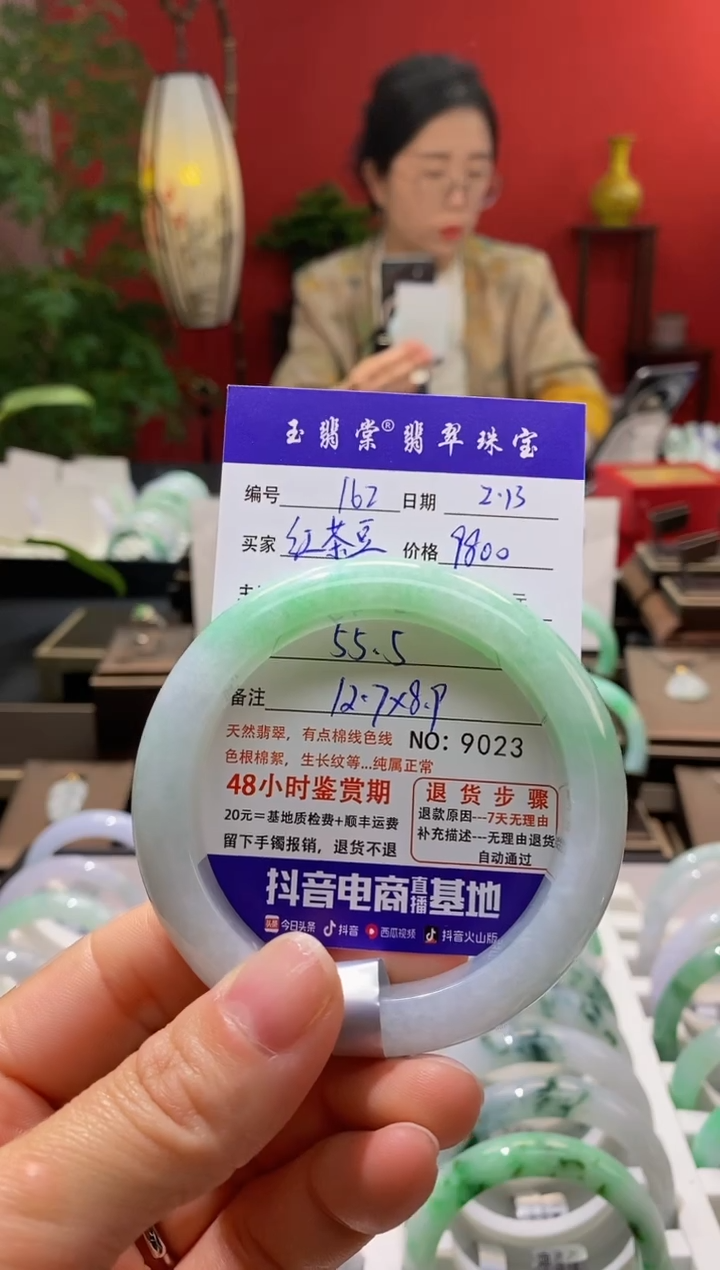 玉翡棠®翡翠珠宝
编号 162 日期 2.13
买家 红茶豆 价格 9800
55.5
备注 12.7x8.9
天然翡翠，有点棉线色线 NO: 9023
色根棉絮，生长纹等...纯属正常
48小时鉴赏期
20元=基地质检费+顺丰运费
留下手镯报销，退货不退
退货步骤
退款原因---7天无理由
补充描述---无理由退货
自动通过
抖音电商直播基地
头条 今日头条 抖音 西瓜视频 抖音火山版